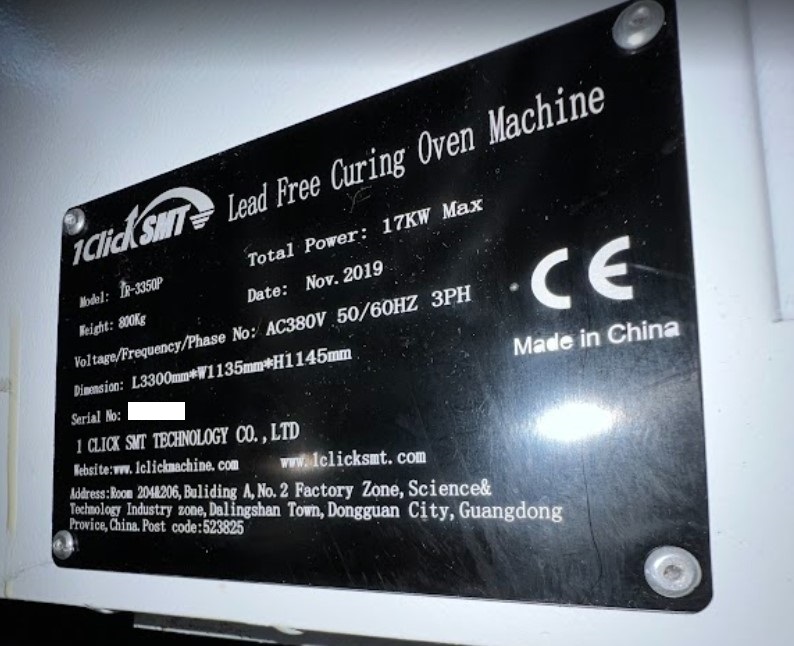 1Click SMT Lead Free Curing Oven Machine
Model: IR-3350P Total Power: 17KW Max
Weight: 800Kg Date: Nov.2019
Voltage/Frequency/Phase No: AC380V 50/60HZ 3PH
Dimension: L3300mm*W1135mm*H1145mm
CE
Made in China
Serial No:
1 CLICK SMT TECHNOLOGY CO.,LTD
Website:www.1clickmachine.com www.1clicksmt.com
Address:Room 204&206,Buliding A,No.2 Factory Zone,Science&
Technology Industry zone,Dalingshan Town,Dongguan City,Guangdong
Provice,China.Post code:523825